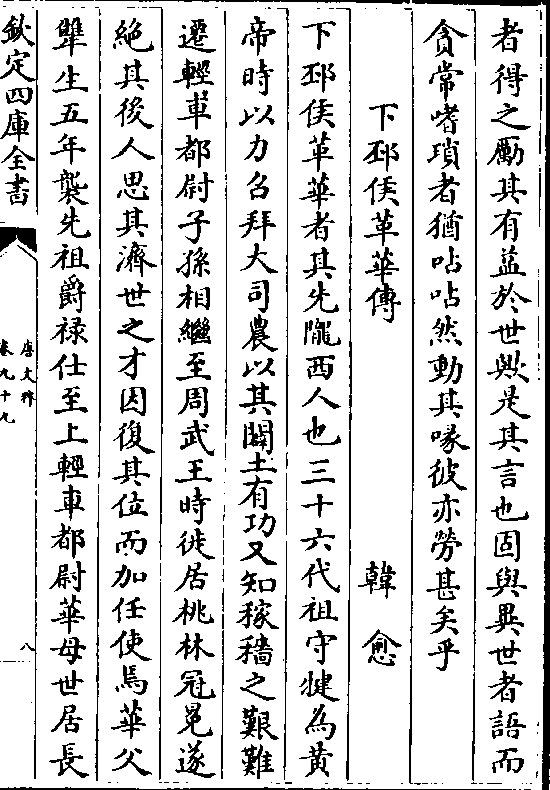 者得之勵其有益於世歟是其言也固與異世者語而
貪常嗜瑣者猶呫呫然動其喙彼亦勞甚矣乎
下邳侯革華傳　韓愈
下邳侯革華者其先隴西人也三十六代祖守犍為黄
帝時以力召拜大司農以其闢土有功又知稼穡之艱難
遷輕車都尉子孫相繼至周武王時徙居桃林冠冕遂
絶其後人思其濟世之才因復其位而加任使焉華父
犨生五年襲先祖爵禄仕至上輕車都尉華母世居長
欽定四庫全書
唐文粹
卷九十九
八